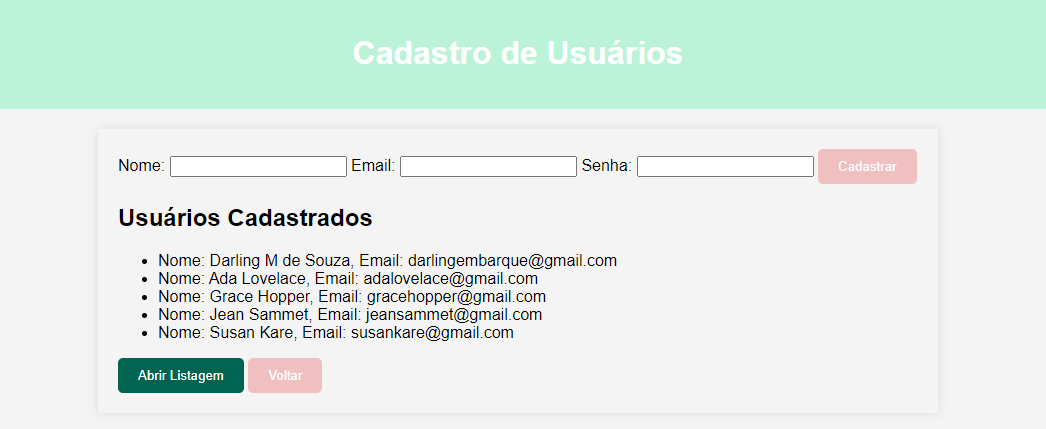 Cadastro de Usuários
Nome: Email: Senha: Cadastrar
Usuários Cadastrados
• Nome: Darling M de Souza, Email: darlingembarque@gmail.com
• Nome: Ada Lovelace, Email: adalovelace@gmail.com
• Nome: Grace Hopper, Email: gracehopper@gmail.com
• Nome: Jean Sammet, Email: jeansammet@gmail.com
• Nome: Susan Kare, Email: susankare@gmail.com
Abrir Listagem Voltar